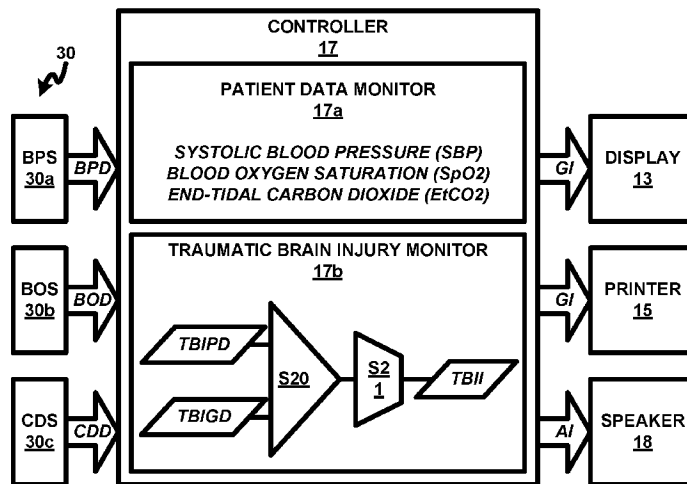 CONTROLLER
17
30
PATIENT DATA MONITOR
17a
SYSTOLIC BLOOD PRESSURE (SBP)
BLOOD OXYGEN SATURATION (SpO2)
END-TIDAL CARBON DIOXIDE (EtCO2)
BPS
30a
BPD
GI
DISPLAY
13
TRAUMATIC BRAIN INJURY MONITOR
17b
BOS
30b
BOD
GI
PRINTER
15
TBIPD
S20
S2
1
TBII
TBIGD
CDS
30c
CDD
AI
SPEAKER
18